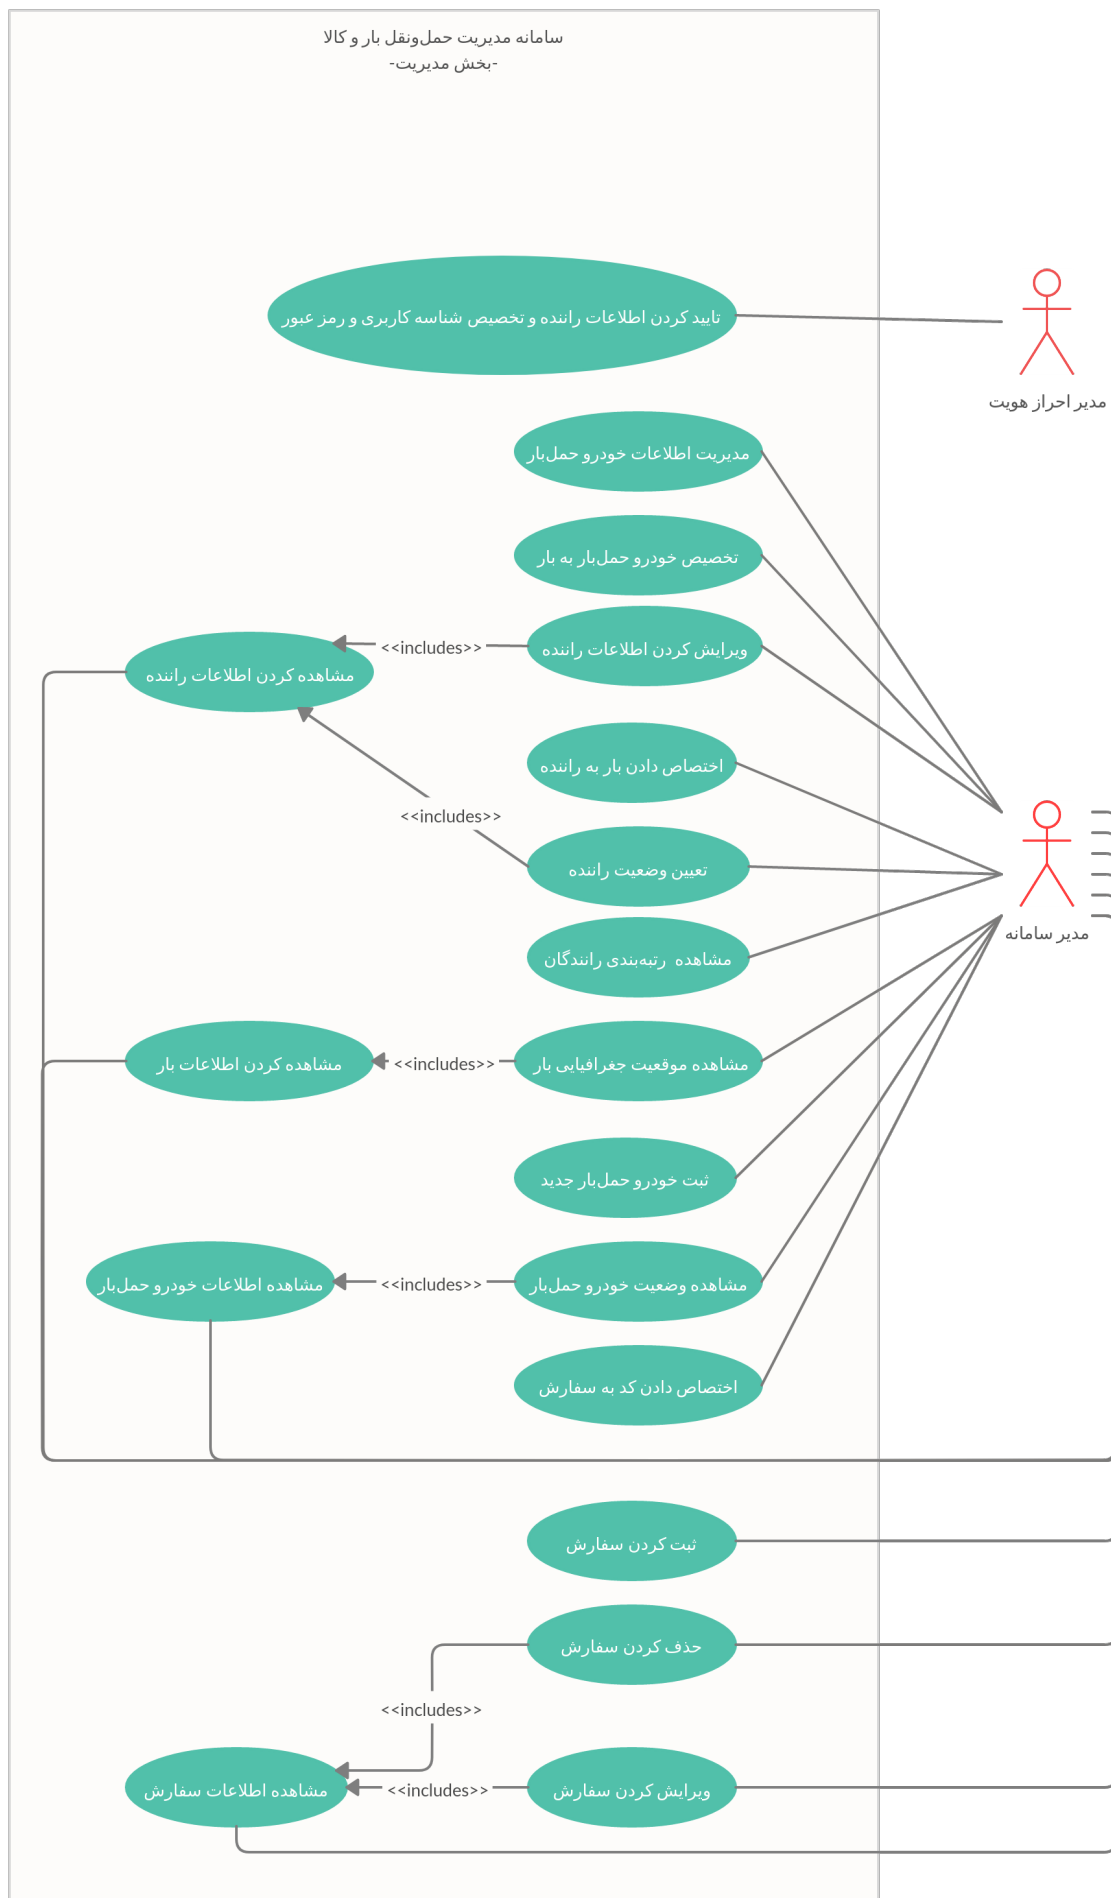 سامانه مدیریت حمل‌ونقل بار و کالا
-بخش مدیریت-
تایید کردن اطلاعات راننده و تخصیص شناسه کاربری و رمز عبور
مدیر احراز هویت
مدیریت اطلاعات خودرو حمل‌بار
تخصیص خودرو حمل‌بار به بار
ویرایش کردن اطلاعات راننده
<<includes>>
مشاهده کردن اطلاعات راننده
اختصاص دادن بار به راننده
<<includes>>
تعیین وضعیت راننده
مدیر سامانه
مشاهده  رتبه‌بندی رانندگان
مشاهده موقعیت جغرافیایی بار
<<includes>>
مشاهده کردن اطلاعات بار
ثبت خودرو حمل‌بار جدید
مشاهده وضعیت خودرو حمل‌بار
<<includes>>
مشاهده اطلاعات خودرو حمل‌بار
اختصاص دادن کد به سفارش
ثبت کردن سفارش
حذف کردن سفارش
<<includes>>
ویرایش کردن سفارش
<<includes>>
مشاهده اطلاعات سفارش